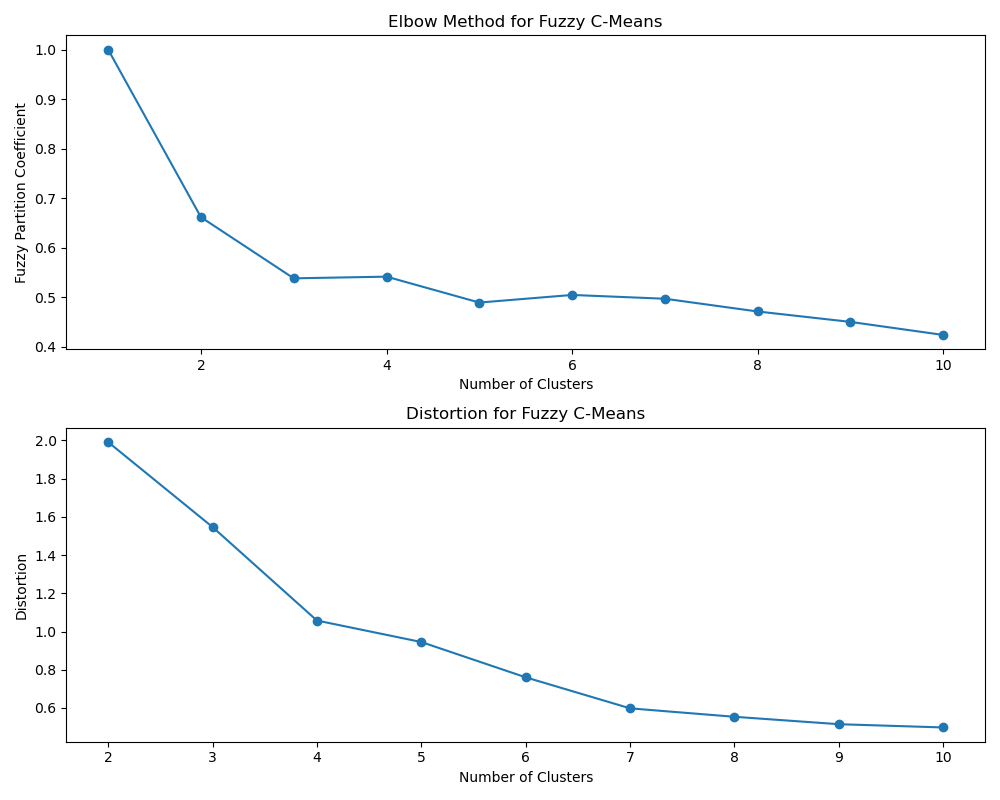 Elbow Method for Fuzzy C-Means
1.0
0.9
0.8
0.7
0.6
0.5
0.4
Fuzzy Partition Coefficient
2 4 6 8 10
Number of Clusters
Distortion for Fuzzy C-Means
2.0
1.8
1.6
1.4
1.2
1.0
0.8
0.6
Distortion
2 3 4 5 6 7 8 9 10
Number of Clusters